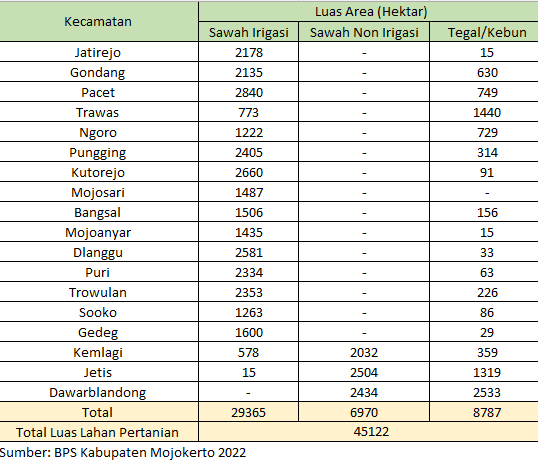 Kecamatan Luas Area (Hektar)
Sawah Irigasi Sawah Non Irigasi Tegal/Kebun
Jatirejo 2178 - 15
Gondang 2135 - 630
Pacet 2840 - 749
Trawas 773 - 1440
Ngoro 1222 - 729
Pungging 2405 - 314
Kutorejo 2660 - 91
Mojosari 1487 - -
Bangsal 1506 - 156
Mojoanyar 1435 - 15
Dlanggu 2581 - 33
Puri 2334 - 63
Trowulan 2353 - 226
Sooko 1263 - 86
Gedeg 1600 - 29
Kemlagi 578 2032 359
Jetis 15 2504 1319
Dawarblandong - 2434 2533
Total 29365 6970 8787
Total Luas Lahan Pertanian 45122
Sumber: BPS Kabupaten Mojokerto 2022